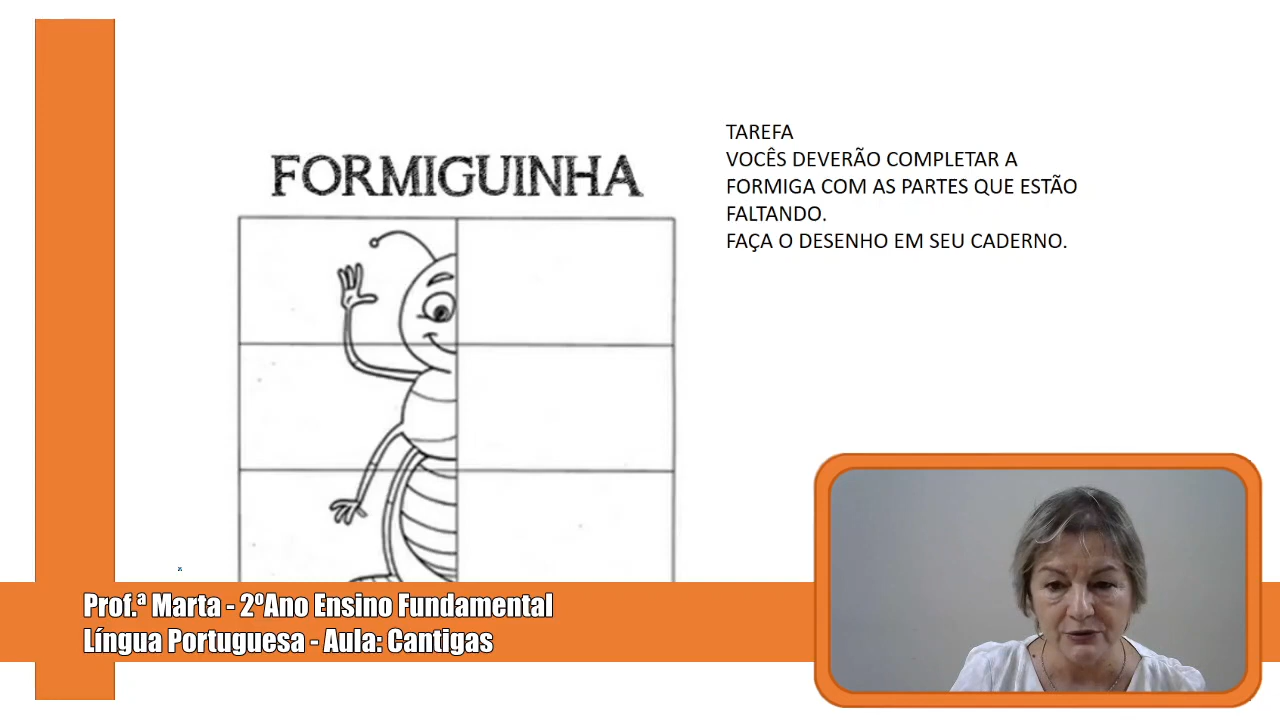 FORMIGUINHA
TAREFA
VOCÊS DEVERÃO COMPLETAR A
FORMIGA COM AS PARTES QUE ESTÃO
FALTANDO.
FAÇA O DESENHO EM SEU CADERNO.
Prof.ª Marta - 2ºAno Ensino Fundamental
Língua Portuguesa - Aula: Cantigas